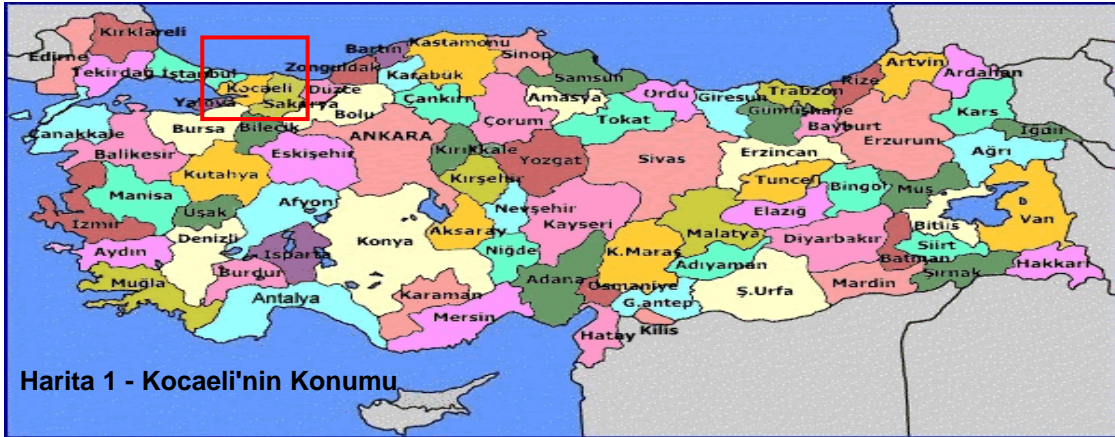 Kırklareli
Edirne
Tekirdağ
İstanbul
Kocaeli
Yalova
Sakarya
Düzce
Zonguldak
Bartın
Karabük
Kastamonu
Sinop
Samsun
Ordu
Giresun
Trabzon
Rize
Artvin
Ardahan
Çanakkale
Bursa
Bilecik
Bolu
Çankırı
Çorum
Amasya
Tokat
Gümüşhane
Bayburt
Erzurum
Kars
Iğdır
Balikesir
Kutahya
Eskişehir
ANKARA
Kırıkkale
Yozgat
Sivas
Erzincan
Ağrı
Manisa
Uşak
Afyon
Kırşehir
Nevşehir
Kayseri
Malatya
Tunceli
Elazığ
Bingöl
Muş
Bitlis
Van
İzmir
Aydın
Denizli
Isparta
Burdur
Konya
Aksaray
Niğde
Adana
K.Maraş
Adıyaman
Diyarbakır
Batman
Siirt
Şırnak
Hakkari
Muğla
Antalya
Karaman
Mersin
Osmaniye
G.antep
Ş.Urfa
Mardin
Hatay
Kilis
Harita 1 - Kocaeli'nin Konumu